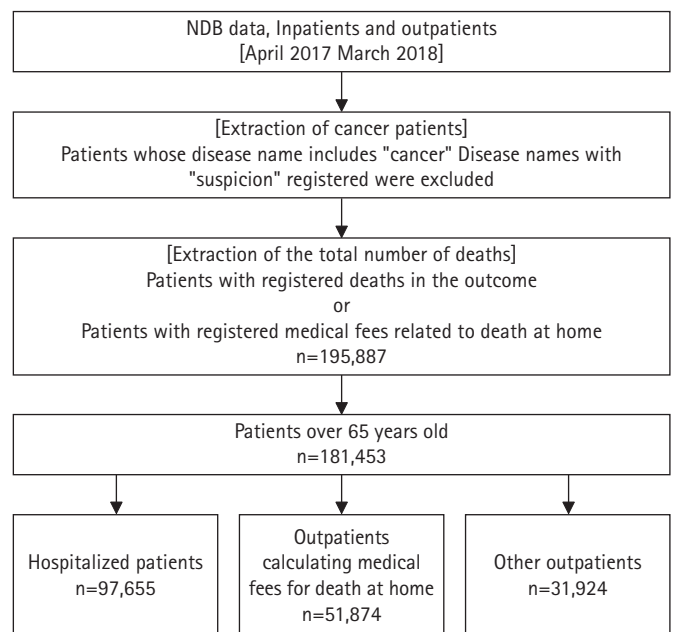 NDB data, Inpatients and outpatients
[April 2017 March 2018]
[Extraction of cancer patients]
Patients whose disease name includes "cancer" Disease names with
"suspicion" registered were excluded
[Extraction of the total number of deaths]
Patients with registered deaths in the outcome
or
Patients with registered medical fees related to death at home
n=195,887
Patients over 65 years old
n=181,453
Hospitalized patients
n=97,655
Outpatients
calculating medical
fees for death at home
n=51,874
Other outpatients
n=31,924